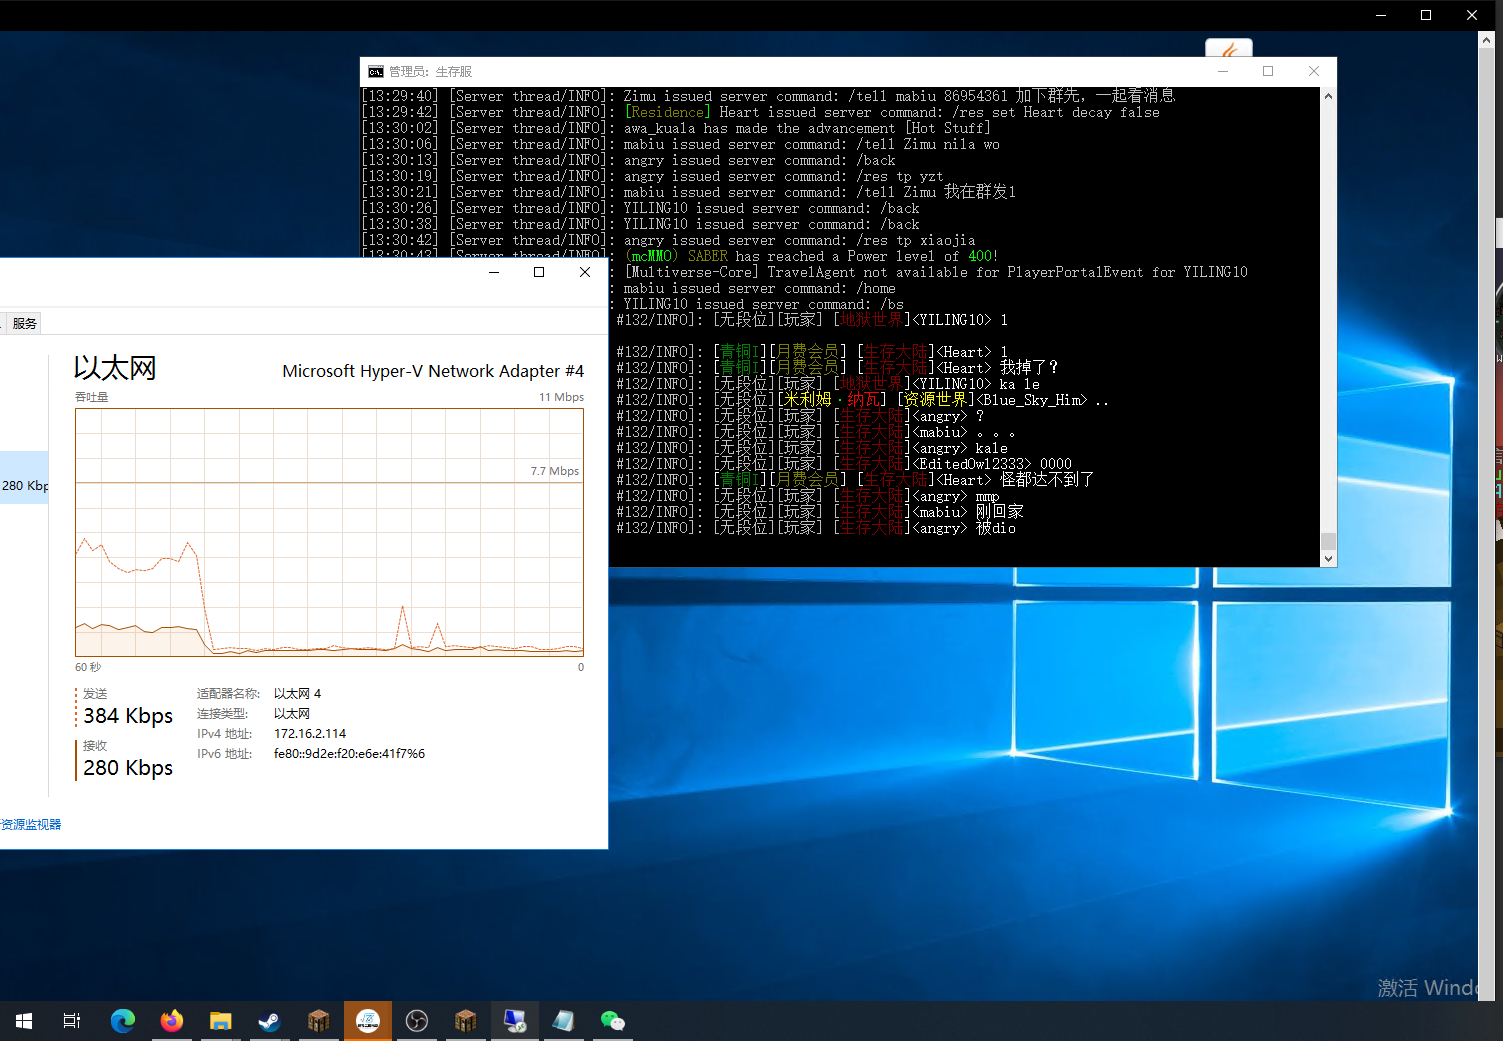 管理员: 生存服
[13:29:40] [Server thread/INFO]: Zimu issued server command: /tell mabiu 86954361 加下群先，一起看消息
[13:29:42] [Server thread/INFO]: [Residence] Heart issued server command: /res set Heart decay false
[13:30:02] [Server thread/INFO]: awa_kuala has made the advancement [Hot Stuff]
[13:30:06] [Server thread/INFO]: mabiu issued server command: /tell Zimu nila wo
[13:30:13] [Server thread/INFO]: angry issued server command: /back
[13:30:19] [Server thread/INFO]: angry issued server command: /res tp yzt
[13:30:21] [Server thread/INFO]: mabiu issued server command: /tell Zimu 我在群发1
[13:30:26] [Server thread/INFO]: YILING10 issued server command: /back
[13:30:38] [Server thread/INFO]: YILING10 issued server command: /back
[13:30:42] [Server thread/INFO]: angry issued server command: /res tp xiaojia
[13:30:43] [Server thread/INFO]: (mcMMO) SABER has reached a Power level of 400!
: [Multiverse-Core] TravelAgent not available for PlayerPortalEvent for YILING10
: mabiu issued server command: /home
: YILING10 issued server command: /bs
#132/INFO]: [无段位][玩家] [地狱世界]<YILING10> 1
#132/INFO]: [青铜I][月费会员] [生存大陆]<Heart> 1
#132/INFO]: [青铜I][月费会员] [生存大陆]<Heart> 我掉了?
#132/INFO]: [无段位][玩家] [地狱世界]<YILING10> ka le
#132/INFO]: [无段位][米利姆·纳瓦] [资源世界]<Blue_Sky_Him> ..
#132/INFO]: [无段位][玩家] [生存大陆]<angry> ?
#132/INFO]: [无段位][玩家] [生存大陆]<mabiu> 。。。
#132/INFO]: [无段位][玩家] [生存大陆]<angry> kale
#132/INFO]: [无段位][玩家] [生存大陆]<EditedOwl2333> 0000
#132/INFO]: [青铜I][月费会员] [生存大陆]<Heart> 怪都达不到了
#132/INFO]: [无段位][玩家] [生存大陆]<angry> mmp
#132/INFO]: [无段位][玩家] [生存大陆]<mabiu> 刚回家
#132/INFO]: [无段位][玩家] [生存大陆]<angry> 被dio
服务
以太网
Microsoft Hyper-V Network Adapter #4
吞吐量
11 Mbps
7.7 Mbps
280 Kbp
60 秒
0
发送
384 Kbps
接收
280 Kbps
适配器名称: 以太网 4
连接类型: 以太网
IPv4 地址: 172.16.2.114
IPv6 地址: fe80::9d2e:f20:e6e:41f7%6
资源监视器
激活 Windo